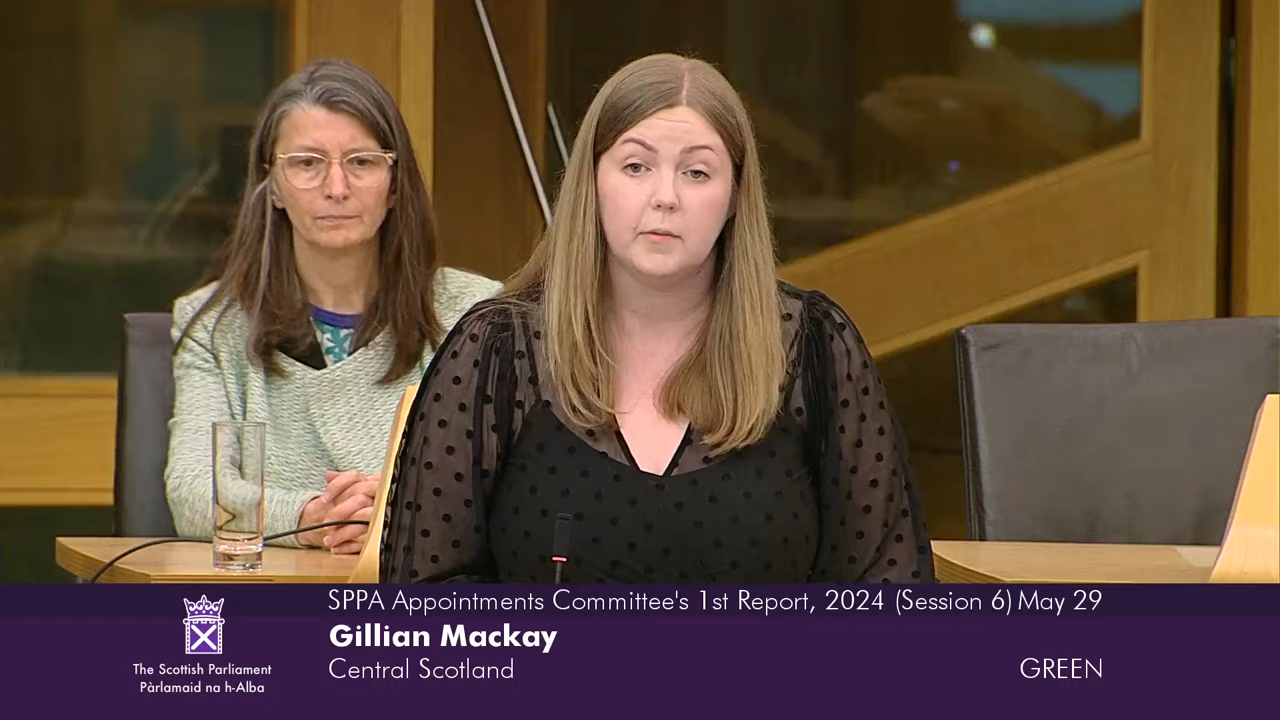 SPPA Appointments Committee's 1st Report, 2024 (Session 6) May 29
Gillian Mackay
Central Scotland
GREEN
The Scottish Parliament
Pàrlamaid na h-Alba